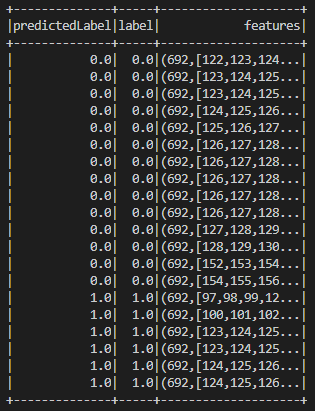 +--------------+-----+--------------------+
|predictedLabel|label|            features|
+--------------+-----+--------------------+
|           0.0|  0.0|(692,[122,123,124...|
|           0.0|  0.0|(692,[123,124,125...|
|           0.0|  0.0|(692,[123,124,125...|
|           0.0|  0.0|(692,[124,125,126...|
|           0.0|  0.0|(692,[125,126,127...|
|           0.0|  0.0|(692,[126,127,128...|
|           0.0|  0.0|(692,[126,127,128...|
|           0.0|  0.0|(692,[126,127,128...|
|           0.0|  0.0|(692,[126,127,128...|
|           0.0|  0.0|(692,[126,127,128...|
|           0.0|  0.0|(692,[127,128,129...|
|           0.0|  0.0|(692,[128,129,130...|
|           0.0|  0.0|(692,[152,153,154...|
|           0.0|  0.0|(692,[154,155,156...|
|           1.0|  1.0|(692,[97,98,99,12...|
|           1.0|  1.0|(692,[100,101,102...|
|           1.0|  1.0|(692,[123,124,125...|
|           1.0|  1.0|(692,[123,124,125...|
|           1.0|  1.0|(692,[124,125,126...|
|           1.0|  1.0|(692,[124,125,126...|
+--------------+-----+--------------------+